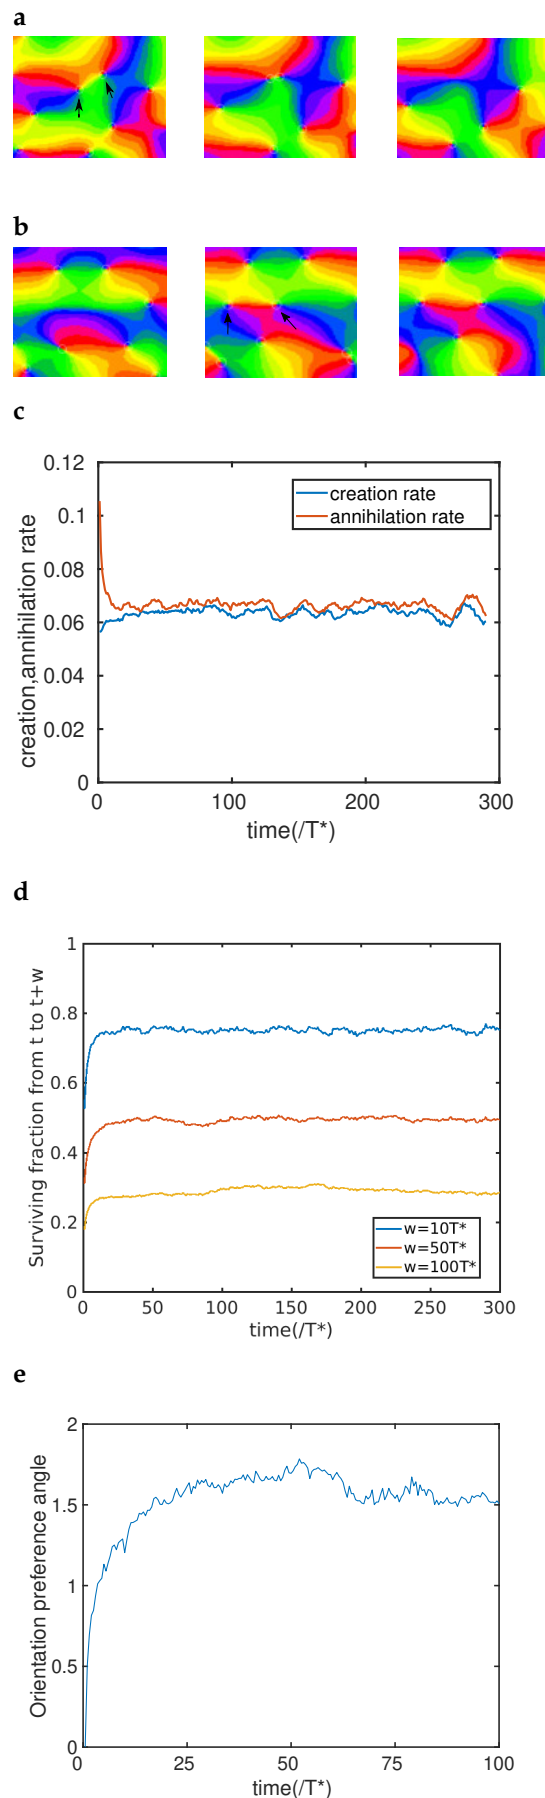 a
b
c
creation,annihilation rate
0.12
0.1
0.08
0.06
0.04
0.02
0
creation rate
annihilation rate
0 100 200 300
time(/T*)
d
Surviving fraction from t to t+w
1
0.8
0.6
0.4
0.2
0
w=10T*
w=50T*
w=100T*
0 50 100 150 200 250 300
time(/T*)
e
Orientation preference angle
2
1.5
1
0.5
0
0 25 50 75 100
time(/T*)